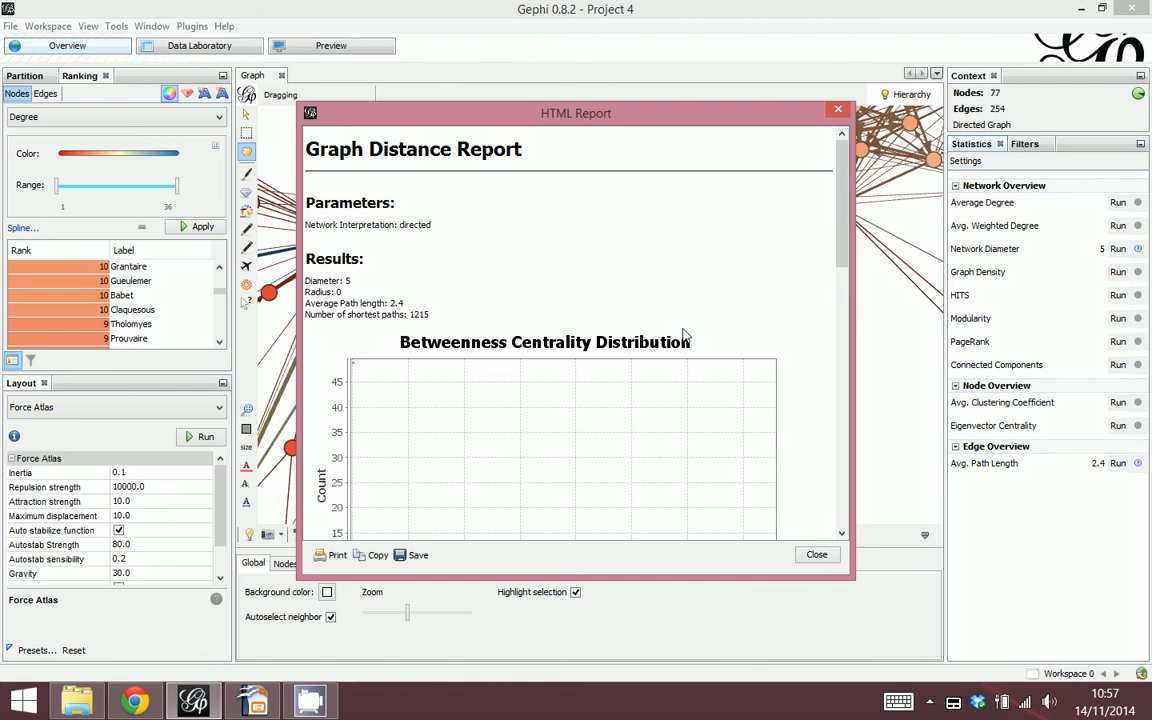 Gephi 0.8.2 - Project 4
File Workspace View Tools Window Plugins Help
Overview Data Laboratory Preview
Partition Ranking
Nodes Edges
Degree
Color:
Range:
1 36
Spline... Apply
Rank Label
10 Grantaire
10 Gueulemer
10 Babet
10 Claquesous
9 Tholomyes
9 Prouvaire
Layout
Force Atlas
Run
Force Atlas
Inertia 0.1
Repulsion strength 10000.0
Attraction strength 10.0
Maximum displacement 10.0
Auto stabilize function
Autostab Strength 80.0
Autostab sensibility 0.2
Gravity 30.0
Force Atlas
Presets... Reset
Graph
Dragging
Hierarchy
size
A
A
A
HTML Report
Graph Distance Report
Parameters:
Network Interpretation: directed
Results:
Diameter: 5
Radius: 0
Average Path length: 2.4
Number of shortest paths: 1215
Betweenness Centrality Distribution
45
40
35
30
25
20
15
Count
Print Copy Save Close
Global Nodes
Background color: Zoom Highlight selection
Autoselect neighbor
Context
Nodes: 77
Edges: 254
Directed Graph
Statistics Filters
Settings
Network Overview
Average Degree Run
Avg. Weighted Degree Run
Network Diameter 5 Run
Graph Density Run
HITS Run
Modularity Run
PageRank Run
Connected Components Run
Node Overview
Avg. Clustering Coefficient Run
Eigenvector Centrality Run
Edge Overview
Avg. Path Length 2.4 Run
Workspace 0
10:57
14/11/2014